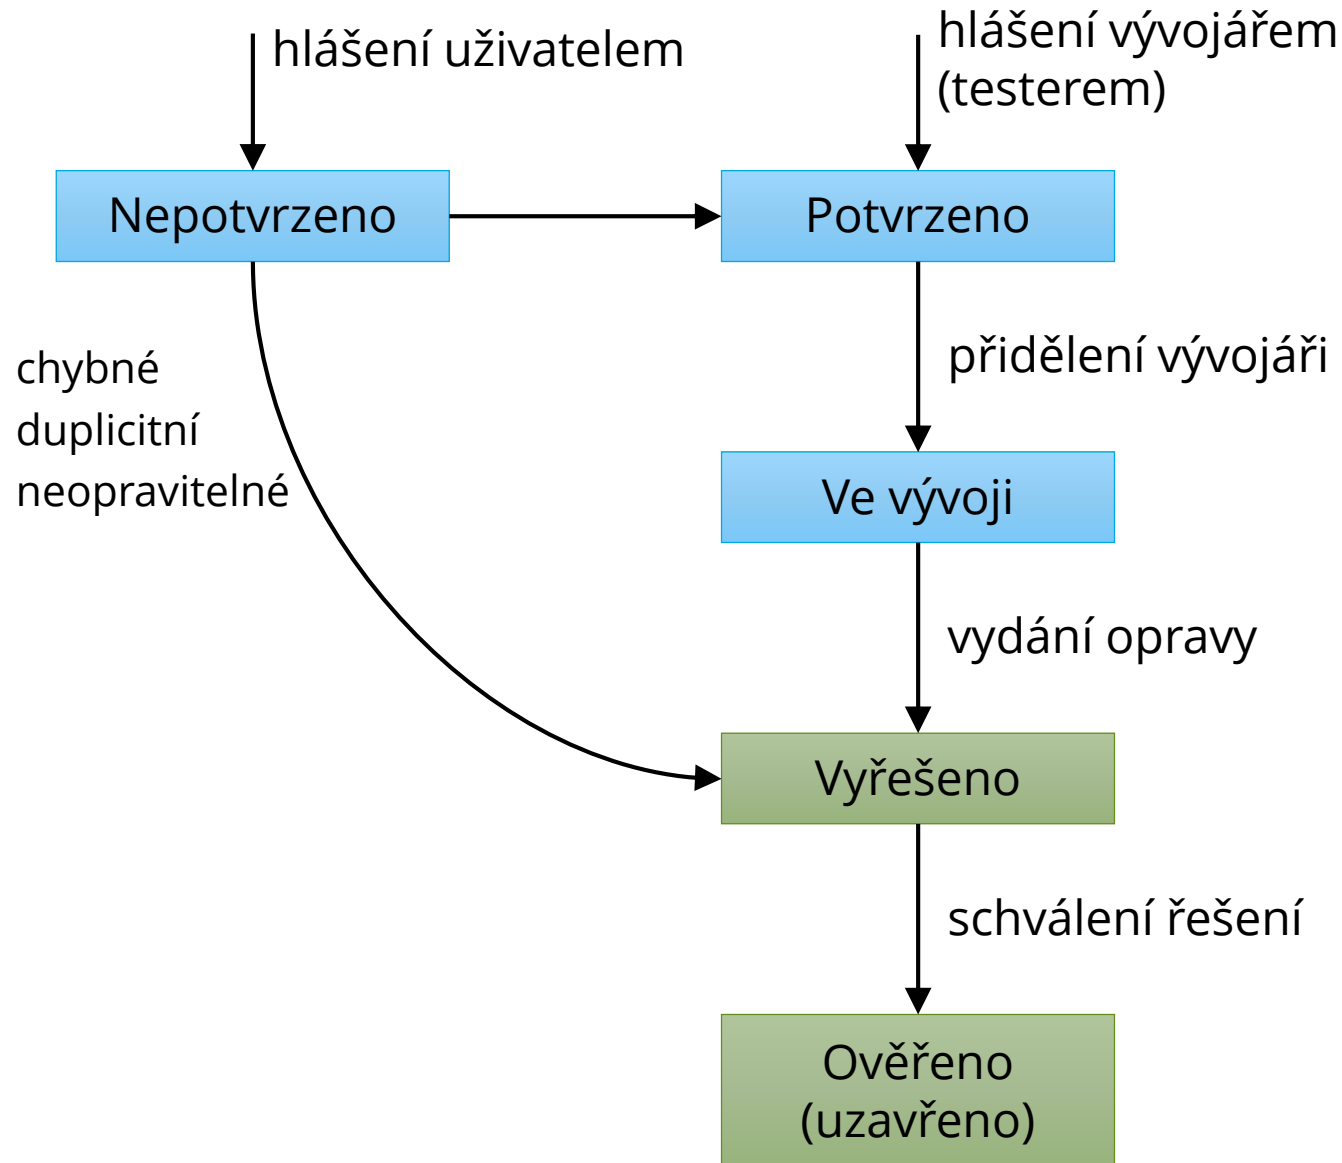 hlášení uživatelem
hlášení vývojářem
(testerem)
Nepotvrzeno
Potvrzeno
chybné
duplicitní
neopravitelné
přidělení vývojáři
Ve vývoji
vydání opravy
Vyřešeno
schválení řešení
Ověřeno
(uzavřeno)